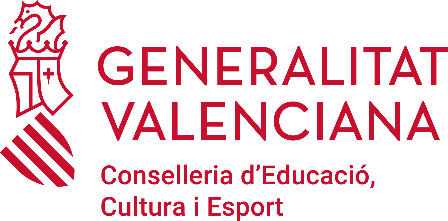 GENERALITAT
VALENCIANA
Conselleria d’Educació,
Cultura i Esport